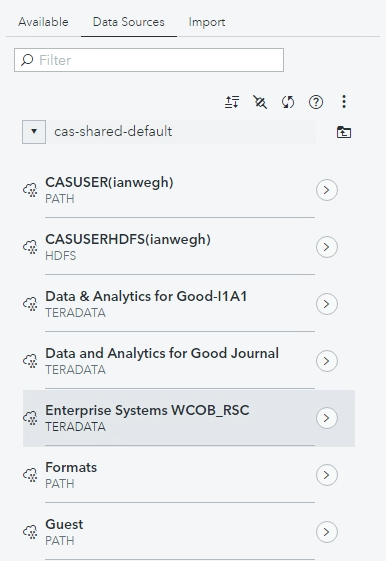 Available Data Sources Import
Filter
cas-shared-default
CASUSER(ianwegh)
PATH
CASUSERHDFS(ianwegh)
HDFS
Data & Analytics for Good-I1A1
TERADATA
Data and Analytics for Good Journal
TERADATA
Enterprise Systems WCOB_RSC
TERADATA
Formats
PATH
Guest
PATH